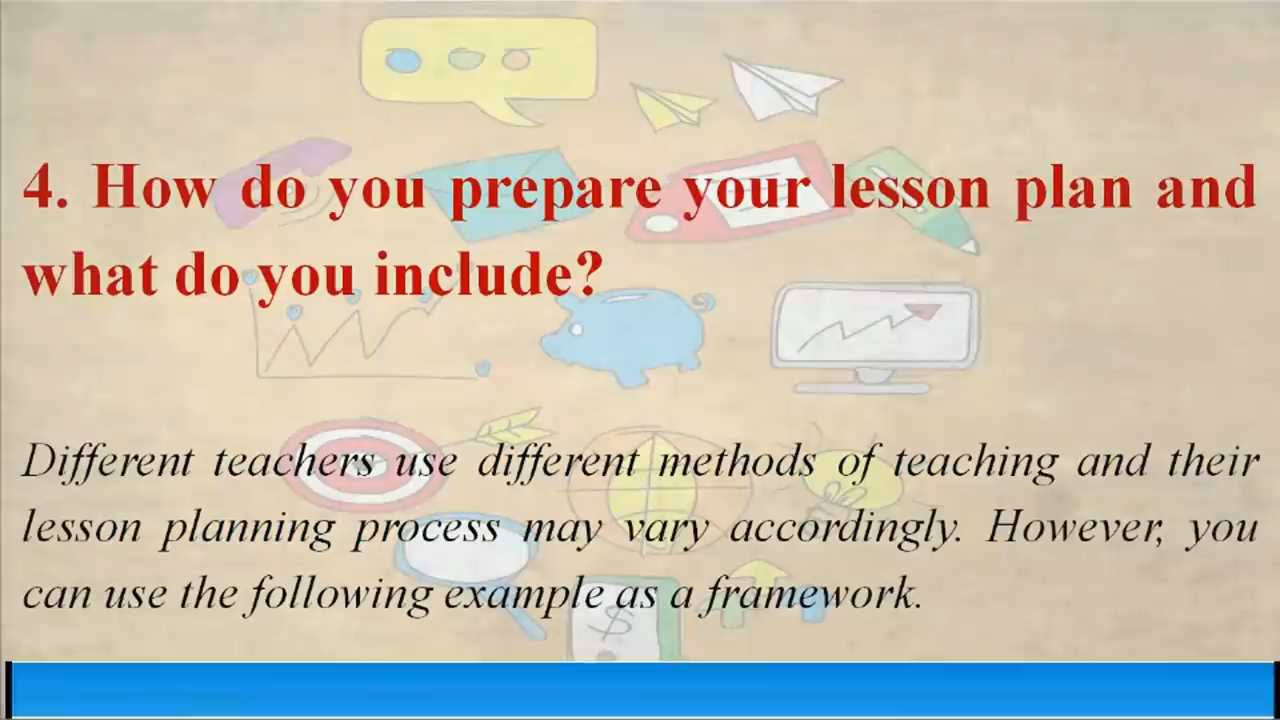 4. How do you prepare your lesson plan and
what do you include?
Different teachers use different methods of teaching and their
lesson planning process may vary accordingly. However, you
can use the following example as a framework.
$